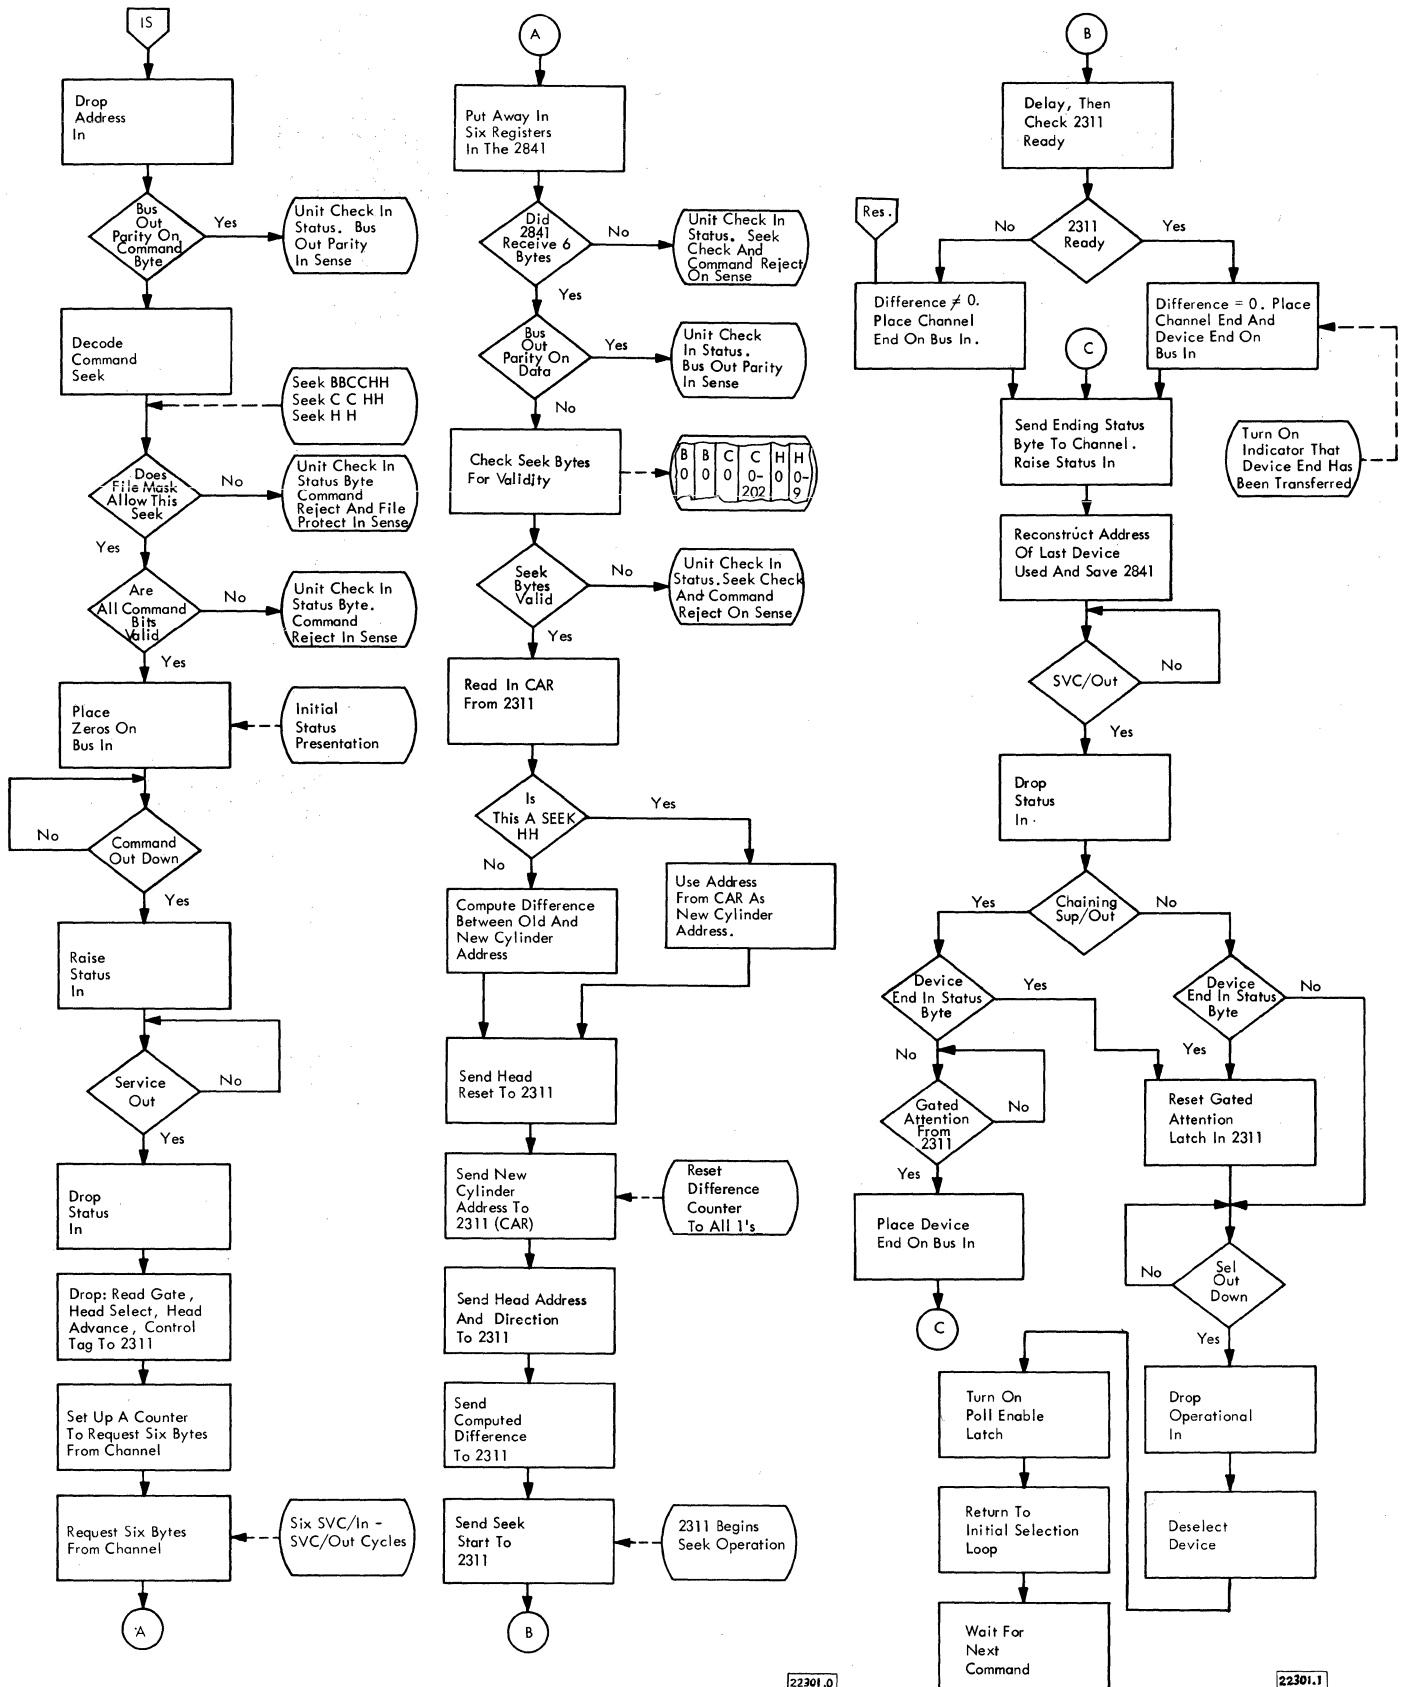 IS
Drop
Address
In
Bus
Out
Parity On
Command
Byte
Yes
Unit Check In
Status. Bus
Out Parity
In Sense
Decode
Command
Seek
Seek BBCCHH
Seek C C HH
Seek H H
Does
File Mask
Allow This
Seek
No
Unit Check In
Status Byte
Command
Reject And File
Protect In Sense
Yes
Are
All Command
Bits
Valid
No
Unit Check In
Status Byte.
Command
Reject In Sense
Yes
Place
Zeros On
Bus In
Initial
Status
Presentation
No
Command
Out Down
Yes
Raise
Status
In
Service
Out
No
Yes
Drop
Status
In
Drop: Read Gate,
Head Select, Head
Advance, Control
Tag To 2311
Set Up A Counter
To Request Six Bytes
From Channel
Request Six Bytes
From Channel
Six SVC/In -
SVC/Out Cycles
A
A
Put Away In
Six Registers
In The 2841
Did
2841
Receive 6
Bytes
No
Unit Check In
Status. Seek
Check And
Command Reject
On Sense
Yes
Bus
Out
Parity On
Data
Yes
Unit Check
In Status.
Bus Out Parity
In Sense
No
Check Seek Bytes
For Validity
B B C C H H
0 0 0 0- 0 0-
202 9
Seek
Bytes
Valid
No
Unit Check In
Status. Seek Check
And Command
Reject On Sense
Yes
Read In CAR
From 2311
Is
This A SEEK
HH
Yes
No
Use Address
From CAR As
New Cylinder
Address.
Compute Difference
Between Old And
New Cylinder
Address
Send Head
Reset To 2311
Send New
Cylinder
Address To
2311 (CAR)
Reset
Difference
Counter
To All 1's
Send Head Address
And Direction
To 2311
Send
Computed
Difference
To 2311
Send Seek
Start To
2311
2311 Begins
Seek Operation
B
B
Delay, Then
Check 2311
Ready
Res.
No
2311
Ready
Yes
Difference ≠ 0.
Place Channel
End On Bus In.
Difference = 0. Place
Channel End And
Device End On
Bus In
C
Send Ending Status
Byte To Channel.
Raise Status In
Turn On
Indicator That
Device End Has
Been Transferred
Reconstruct Address
Of Last Device
Used And Save 2841
SVC/Out
No
Yes
Drop
Status
In.
Yes
Chaining
Sup/Out
No
Device
End In Status
Byte
Yes
Device
End In Status
Byte
No
No
Yes
Gated
Attention
From
2311
No
Reset Gated
Attention
Latch In 2311
Yes
Place Device
End On Bus In
C
No
Sel
Out
Down
Yes
Turn On
Poll Enable
Latch
Drop
Operational
In
Return To
Initial Selection
Loop
Deselect
Device
Wait For
Next
Command
22301.0
22301.1